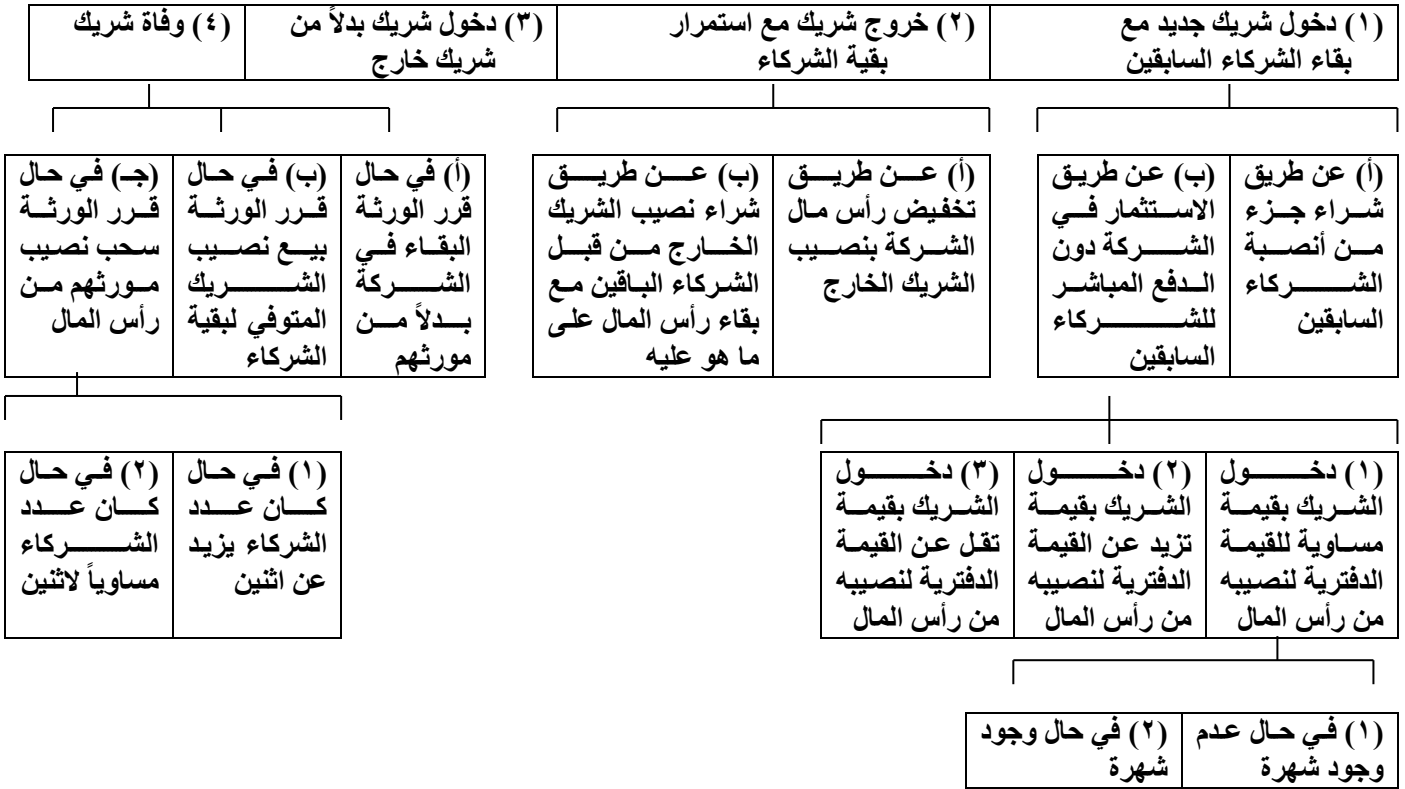 (١) دخول شريك جديد مع
بقاء الشركاء السابقين
(٢) خروج شريك مع استمرار
بقية الشركاء
(٣) دخول شريك بدلاً من
شريك خارج
(٤) وفاة شريك
(أ) عن طريق
شراء جزء
من أنصبة
الشركاء
السابقين
(ب) عن طريق
الاستثمار في
الشركة دون
الدفع المباشر
للشركاء
السابقين
(أ) عن طريق
تخفيض رأس مال
الشركة بنصيب
الشريك الخارج
(ب) عن طريق
شراء نصيب الشريك
الخارج من قبل
الشركاء الباقين مع
بقاء رأس المال على
ما هو عليه
(أ) في حال
قرر الورثة
البقاء في
الشركة
بدلاً من
مورثهم
(ب) في حال
قرر الورثة
بيع نصيب
الشريك
المتوفي لبقية
الشركاء
(جـ) في حال
قرر الورثة
سحب نصيب
مورثهم من
رأس المال
(١) دخول
الشريك بقيمة
مساوية للقيمة
الدفترية لنصيبه
من رأس المال
(٢) دخول
الشريك بقيمة
تزيد عن القيمة
الدفترية لنصيبه
من رأس المال
(٣) دخول
الشريك بقيمة
تقل عن القيمة
الدفترية لنصيبه
من رأس المال
(١) في حال
كان عدد
الشركاء يزيد
عن اثنين
(٢) في حال
كان عدد
الشركاء
مساوياً لاثنين
(١) في حال عدم
وجود شهرة
(٢) في حال وجود
شهرة